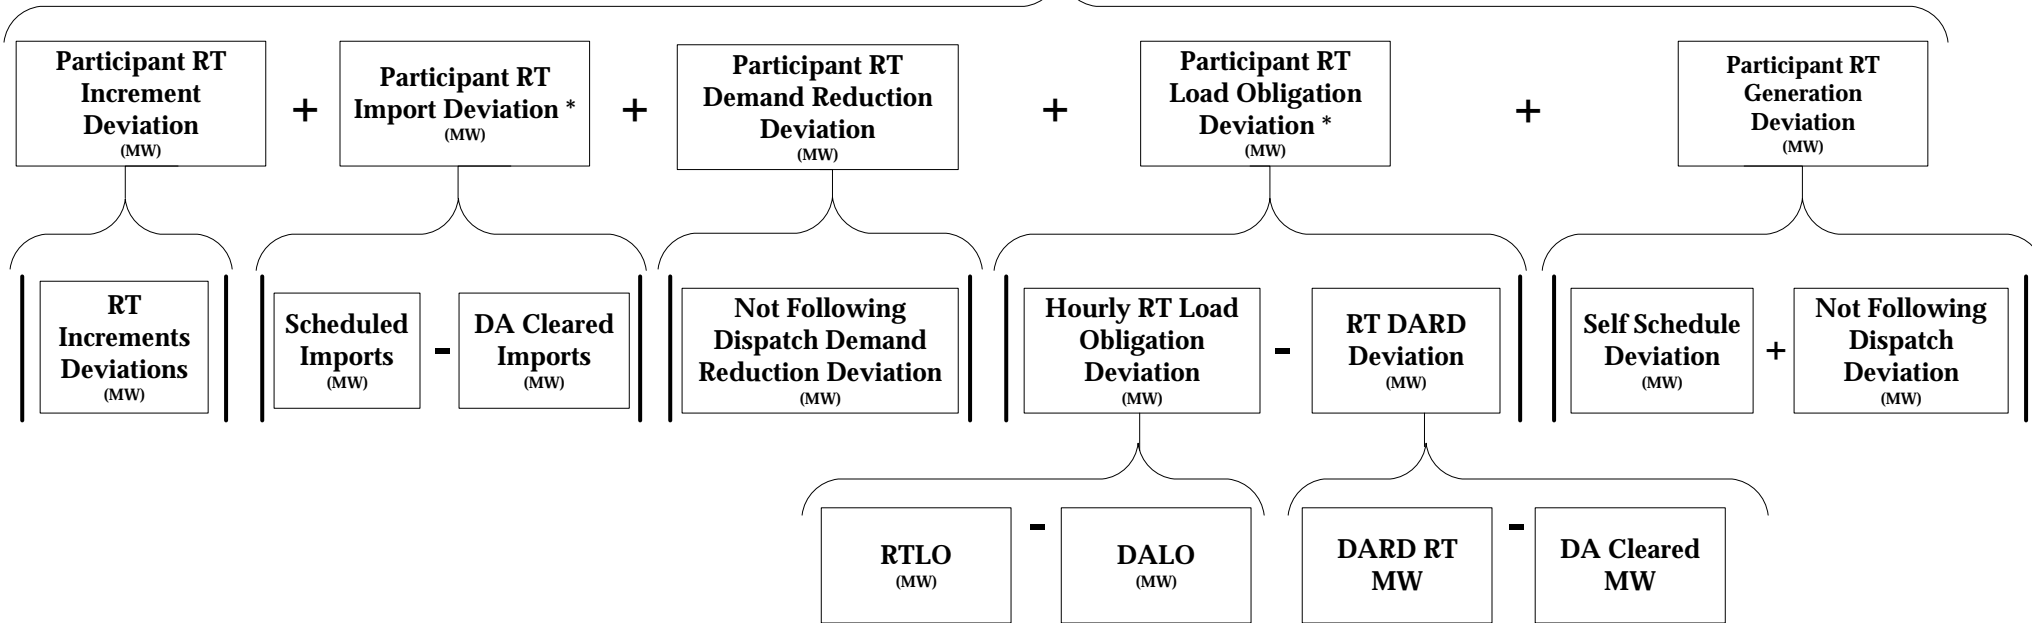 Participant RT
Increment
Deviation
(MW)
+
Participant RT
Import Deviation *
(MW)
+
Participant RT
Demand Reduction
Deviation
(MW)
+
Participant RT
Load Obligation
Deviation *
(MW)
+
Participant RT
Generation
Deviation
(MW)
RT
Increments
Deviations
(MW)
Scheduled
Imports
(MW)
-
DA Cleared
Imports
(MW)
Not Following
Dispatch Demand
Reduction Deviation
(MW)
Hourly RT Load
Obligation
Deviation
(MW)
-
RT DARD
Deviation
(MW)
Self Schedule
Deviation
(MW)
+
Not Following
Dispatch
Deviation
(MW)
RTLO
(MW)
-
DALO
(MW)
DARD RT
MW
-
DA Cleared
MW